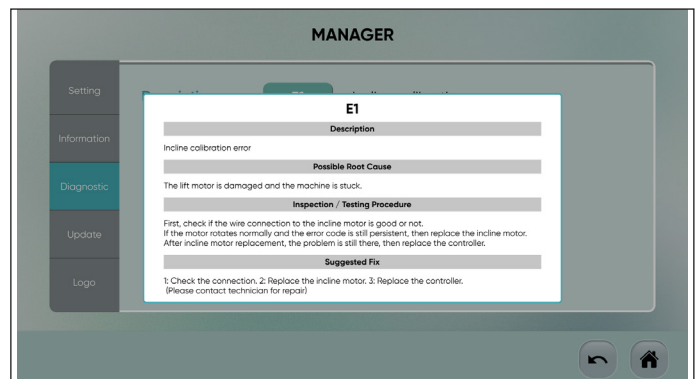 MANAGER
Setting
Information
Diagnostic
Update
Logo
E1
Description
Incline calibration error
Possible Root Cause
The lift motor is damaged and the machine is stuck.
Inspection / Testing Procedure
First, check if the wire connection to the incline motor is good or not.
If the motor rotates normally and the error code is still persistent, then replace the incline motor.
After incline motor replacement, the problem is still there, then replace the controller.
Suggested Fix
1: Check the connection. 2: Replace the incline motor. 3: Replace the controller.
(Please contact technician for repair)